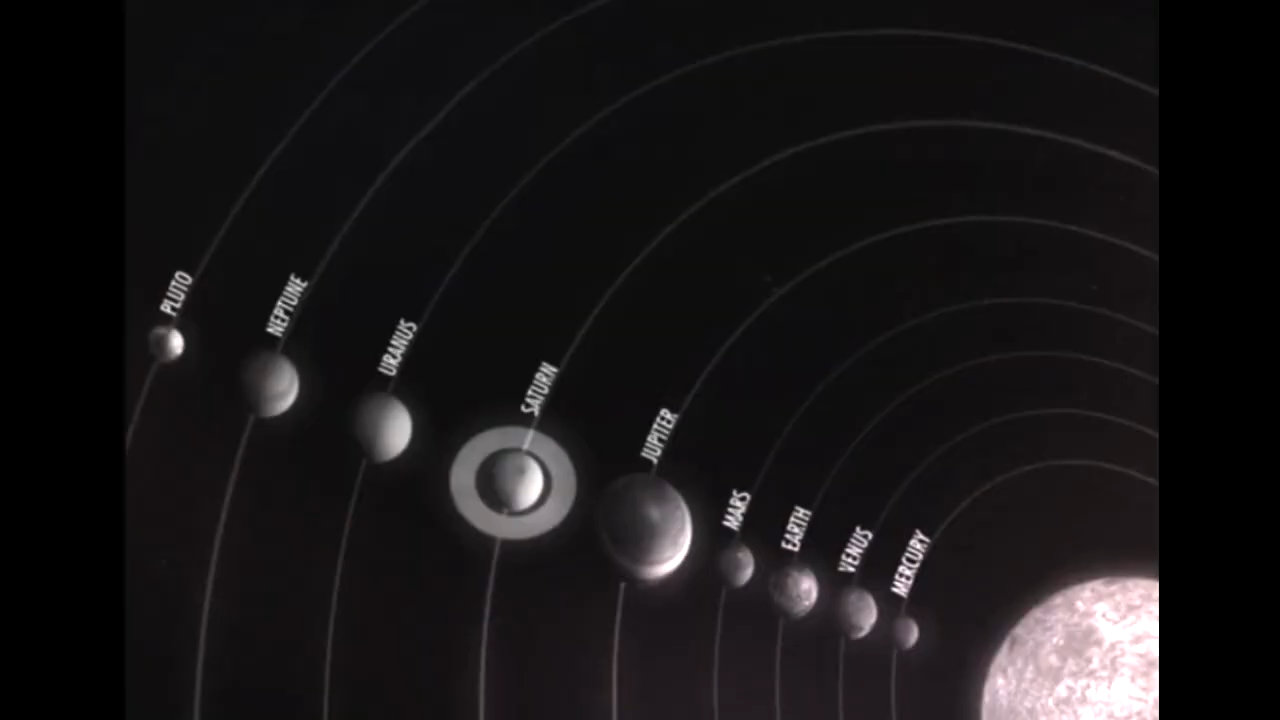 PLUTO
NEPTUNE
URANUS
SATURN
JUPITER
MARS
EARTH
VENUS
MERCURY